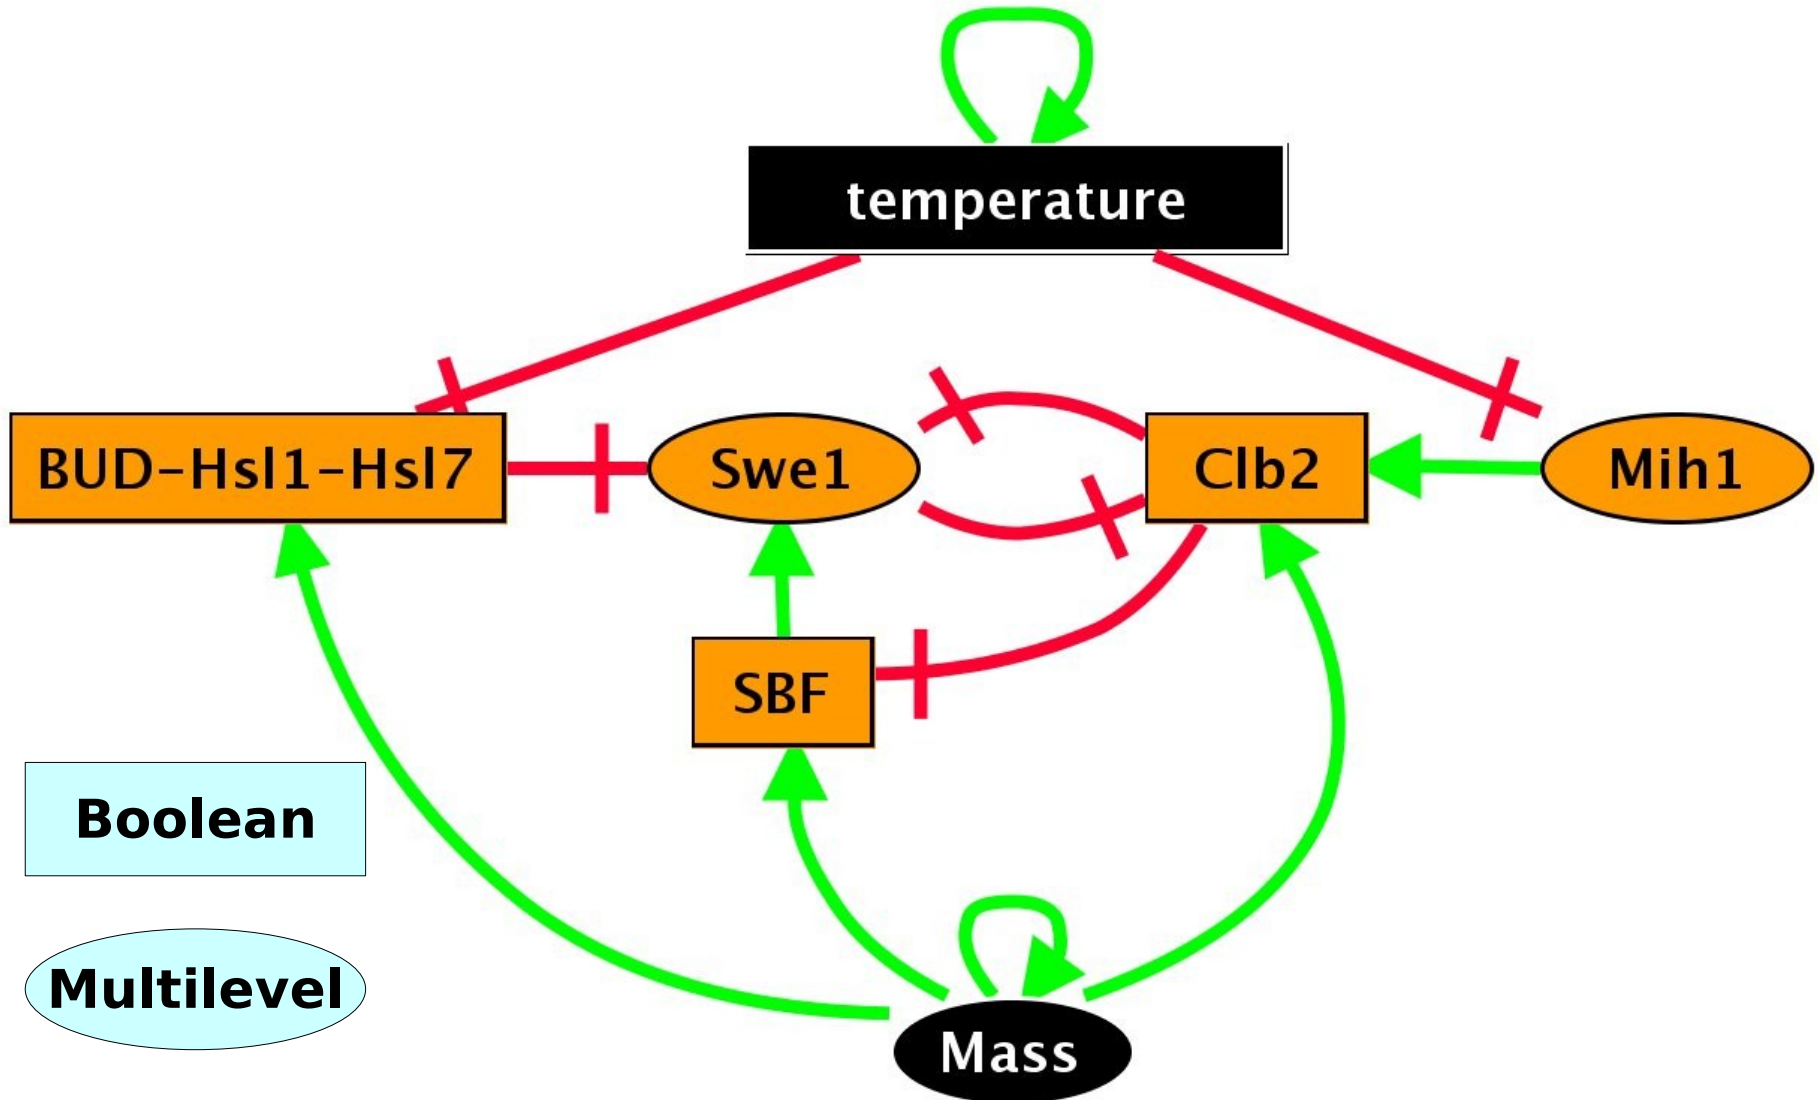 temperature
BUD-Hsl1-Hsl7
Swe1
Clb2
Mih1
SBF
Boolean
Multilevel
Mass